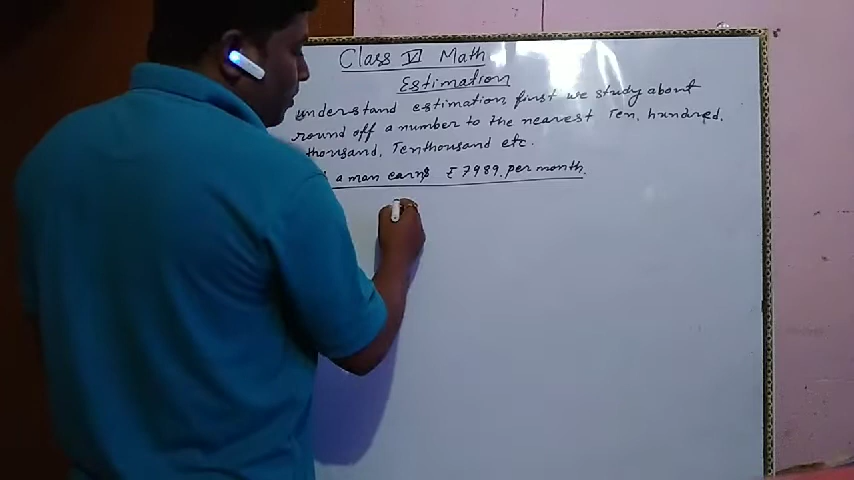 Class VI Math
Estimation
understand estimation, first we study about
round off a number to the nearest Ten, hundred,
thousand, Tenthousand etc.
a man earns ₹ 7989. per month.